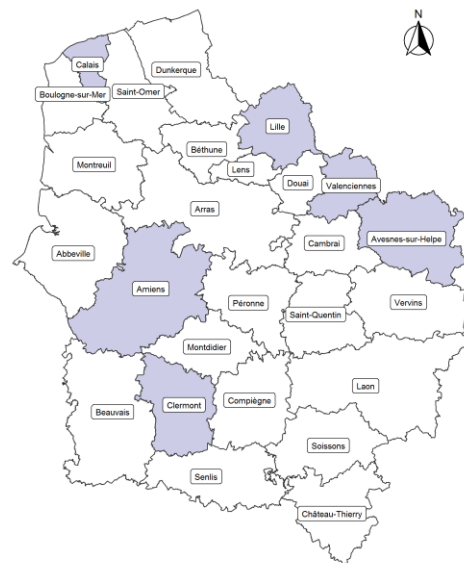 N
Dunkerque
Calais
Saint-Omer
Boulogne-sur-Mer
Lille
Béthune
Montreuil
Lens
Douai
Valenciennes
Arras
Avesnes-sur-Helpe
Cambrai
Abbeville
Amiens
Péronne
Vervins
Saint-Quentin
Montdidier
Laon
Compiègne
Clermont
Beauvais
Soissons
Senlis
Château-Thierry